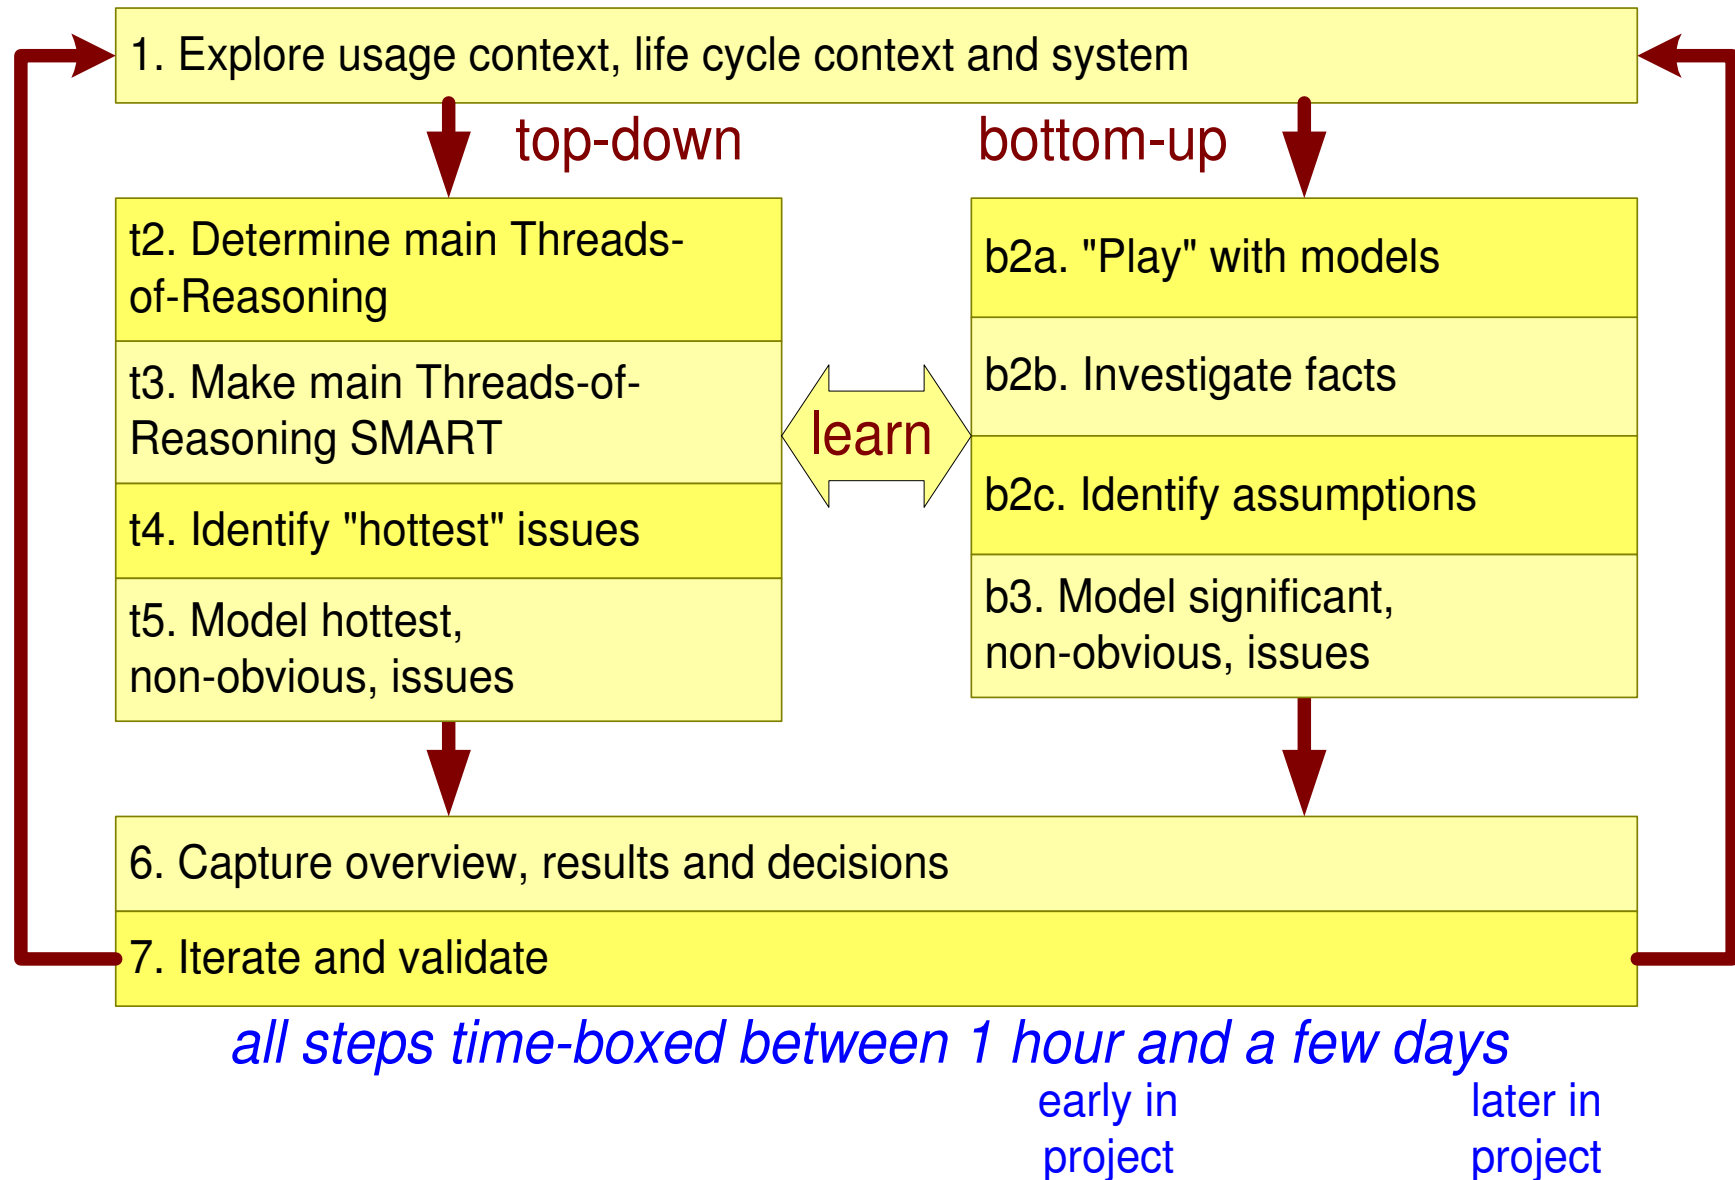 1. Explore usage context, life cycle context and system
top-down
bottom-up
t2. Determine main Threads-
of-Reasoning
t3. Make main Threads-of-
Reasoning SMART
t4. Identify "hottest" issues
t5. Model hottest,
non-obvious, issues
learn
b2a. "Play" with models
b2b. Investigate facts
b2c. Identify assumptions
b3. Model significant,
non-obvious, issues
6. Capture overview, results and decisions
7. Iterate and validate
all steps time-boxed between 1 hour and a few days
early in
project
later in
project